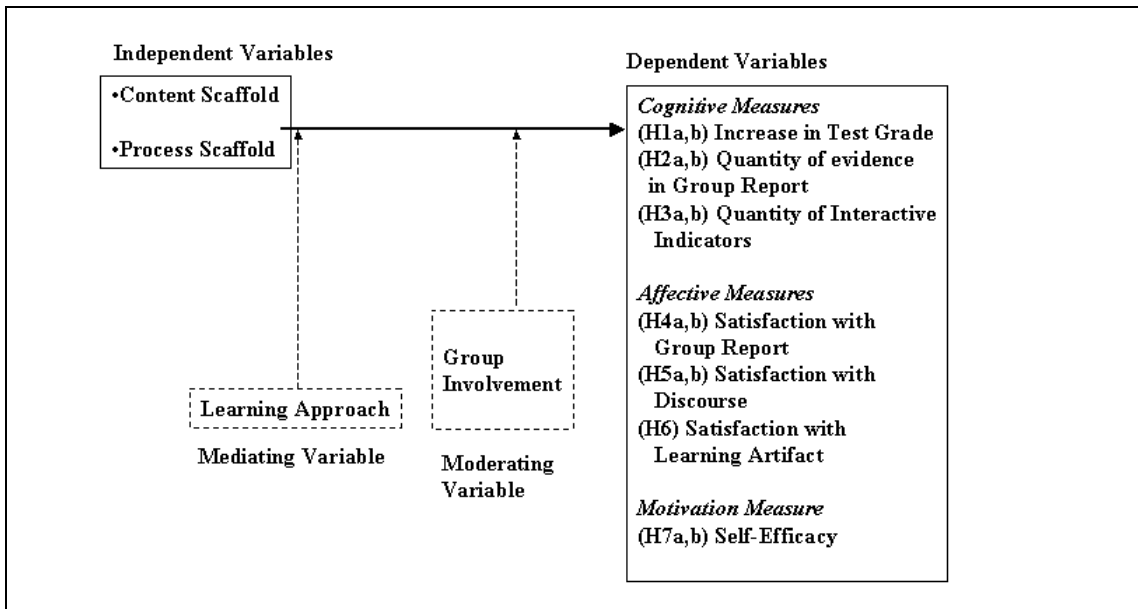 Independent Variables
•Content Scaffold
•Process Scaffold
Learning Approach
Mediating Variable
Group
Involvement
Moderating
Variable
Dependent Variables
Cognitive Measures
(H1a,b) Increase in Test Grade
(H2a,b) Quantity of evidence
in Group Report
(H3a,b) Quantity of Interactive
Indicators
Affective Measures
(H4a,b) Satisfaction with
Group Report
(H5a,b) Satisfaction with
Discourse
(H6) Satisfaction with
Learning Artifact
Motivation Measure
(H7a,b) Self-Efficacy